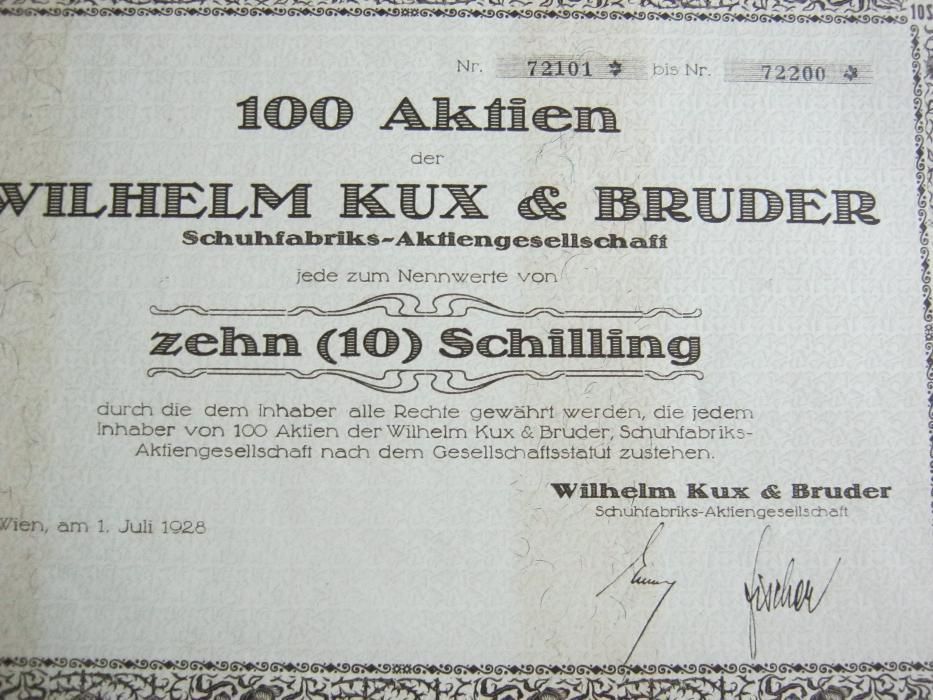 10S
Nr. 72101 bis Nr. 72200
100 Aktien
der
WILHELM KUX & BRUDER
Schuhfabriks-Aktiengesellschaft
jede zum Nennwerte von
zehn (10) Schilling
durch die dem Inhaber alle Rechte gewährt werden, die jedem
Inhaber von 100 Aktien der Wilhelm Kux & Bruder, Schuhfabriks-
Aktiengesellschaft nach dem Gesellschaftsstatut zustehen.
Wilhelm Kux & Bruder
Schuhfabriks-Aktiengesellschaft
Wien, am 1. Juli 1928
Fischer